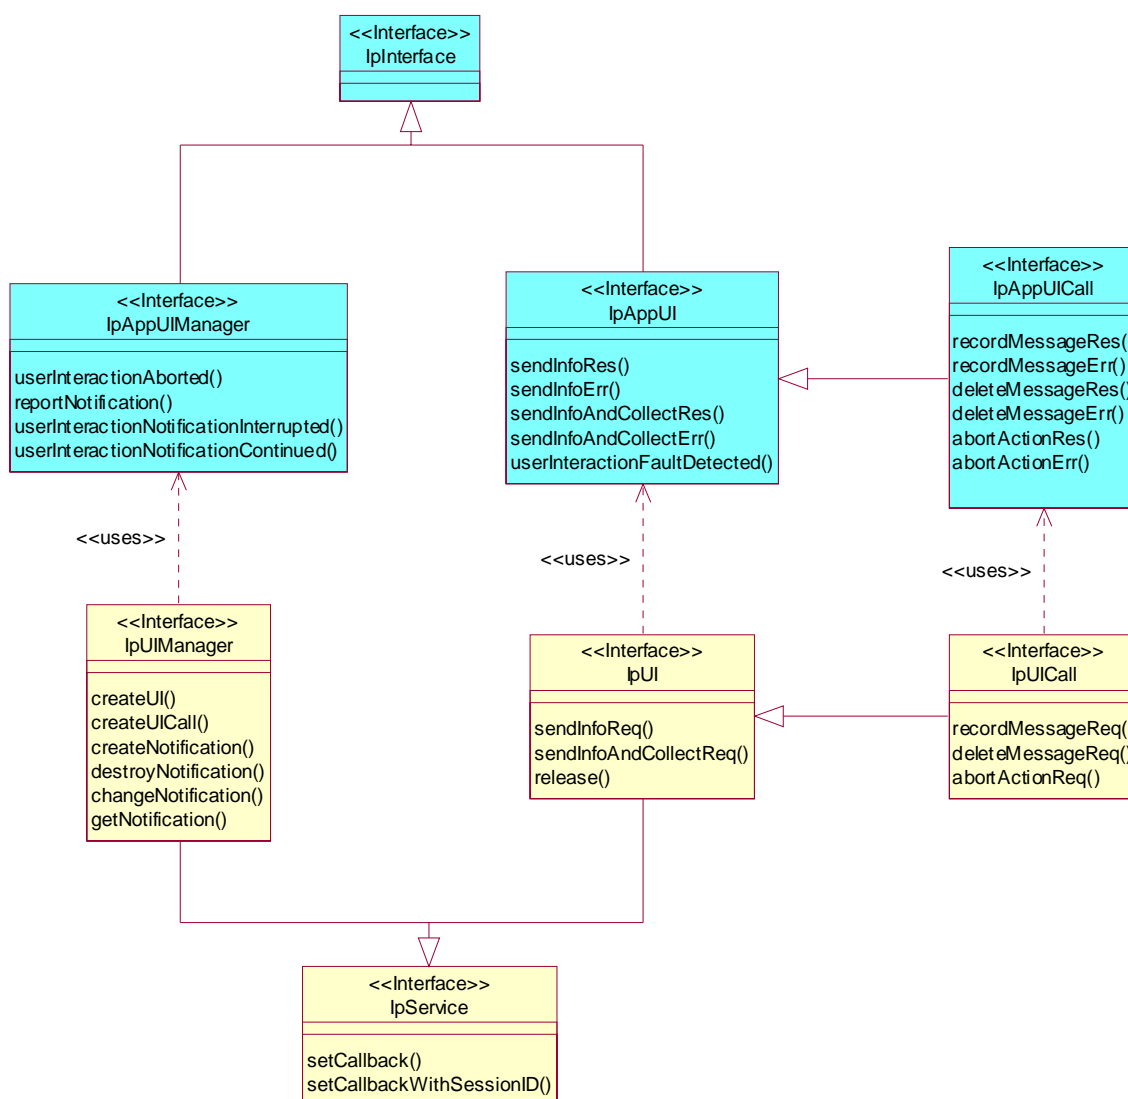 <<Interface>>
IpInterface
<<Interface>>
IpAppUIManager
userInteractionAborted()
reportNotification()
userInteractionNotificationInterrupted()
userInteractionNotificationContinued()
<<Interface>>
IpAppUI
sendInfoRes()
sendInfoErr()
sendInfoAndCollectRes()
sendInfoAndCollectErr()
userInteractionFaultDetected()
<<Interface>>
IpAppUICall
recordMessageRes(
recordMessageErr()
deleteMessageRes()
deleteMessageErr()
abortActionRes()
abortActionErr()
<<uses>>
<<uses>>
<<uses>>
<<Interface>>
IpUIManager
createUI()
createUICall()
createNotification()
destroyNotification()
changeNotification()
getNotification()
<<Interface>>
IpUI
sendInfoReq()
sendInfoAndCollectReq()
release()
<<Interface>>
IpUICall
recordMessageReq(
deleteMessageReq()
abortActionReq()
<<Interface>>
IpService
setCallback()
setCallbackWithSessionID()